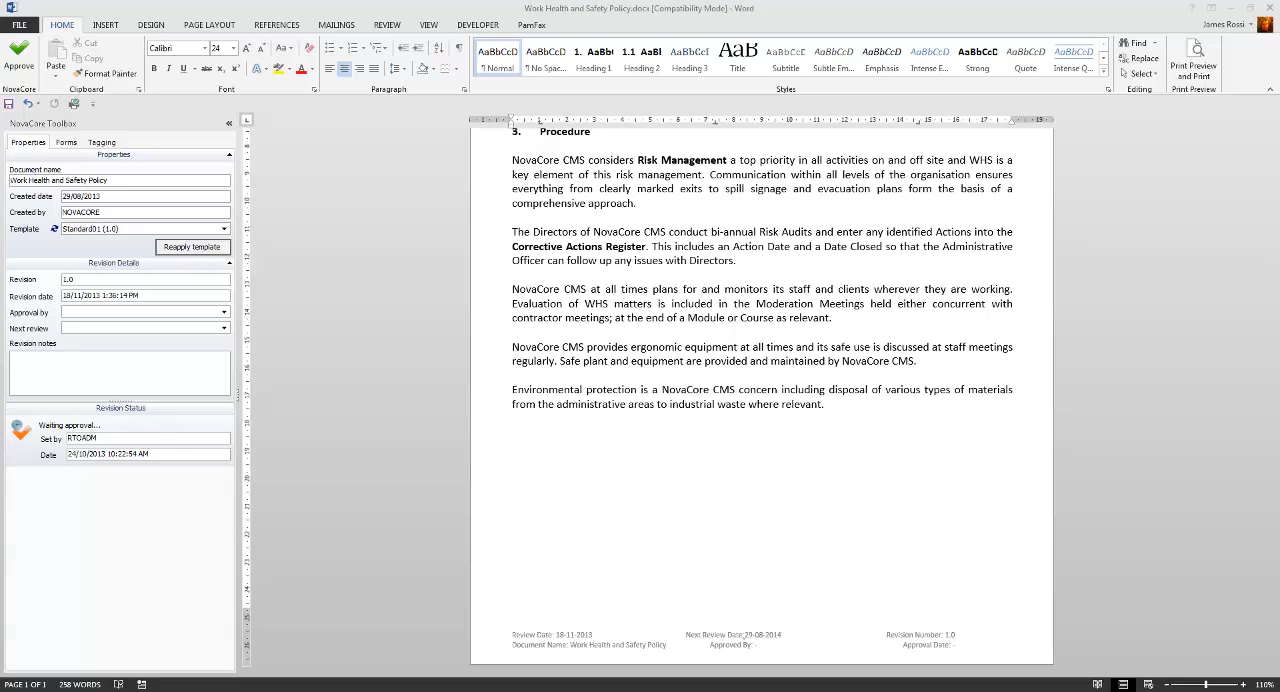 Work Health and Safety Policy.docx [Compatibility Mode] - Word
FILE HOME INSERT DESIGN PAGE LAYOUT REFERENCES MAILINGS REVIEW VIEW DEVELOPER PamFax
James Rossi
Approve
NovaCore
Paste
Cut
Copy
Format Painter
Clipboard
Calibri 24
Font
Paragraph
AaBbCcD AaBbCcD 1. AaBb 1.1 AaBl AaBbCcI AaB AaBbCcD AaBbCcD AaBbCcD AaBbCcD AaBbCcD AaBbCcD AaBbCcD
¶ Normal ¶ No Spac... Heading 1 Heading 2 Heading 3 Title Subtitle Subtle Em... Emphasis Intense E... Strong Quote Intense Q...
Styles
Find
Replace
Select
Editing
Print Preview
and Print
Print Preview
NovaCore Toolbox
Properties Forms Tagging
Properties
Document name
Work Health and Safety Policy
Created date 29/08/2013
Created by NOVACORE
Template Standard01 (1.0)
Reapply template
Revision Details
Revision 1.0
Revision date 18/11/2013 1:36:14 PM
Approval by
Next review
Revision notes
Revision Status
Waiting approval...
Set by RTOADM
Date 24/10/2013 10:22:54 AM
3. Procedure
NovaCore CMS considers Risk Management a top priority in all activities on and off site and WHS is a
key element of this risk management. Communication within all levels of the organisation ensures
everything from clearly marked exits to spill signage and evacuation plans form the basis of a
comprehensive approach.
The Directors of NovaCore CMS conduct bi-annual Risk Audits and enter any identified Actions into the
Corrective Actions Register. This includes an Action Date and a Date Closed so that the Administrative
Officer can follow up any issues with Directors.
NovaCore CMS at all times plans for and monitors its staff and clients wherever they are working.
Evaluation of WHS matters is included in the Moderation Meetings held either concurrent with
contractor meetings; at the end of a Module or Course as relevant.
NovaCore CMS provides ergonomic equipment at all times and its safe use is discussed at staff meetings
regularly. Safe plant and equipment are provided and maintained by NovaCore CMS.
Environmental protection is a NovaCore CMS concern including disposal of various types of materials
from the administrative areas to industrial waste where relevant.
Review Date: 18-11-2013 Next Review Date:29-08-2014 Revision Number: 1.0
Document Name: Work Health and Safety Policy Approved By: - Approval Date: -
PAGE 1 OF 1 258 WORDS
110%